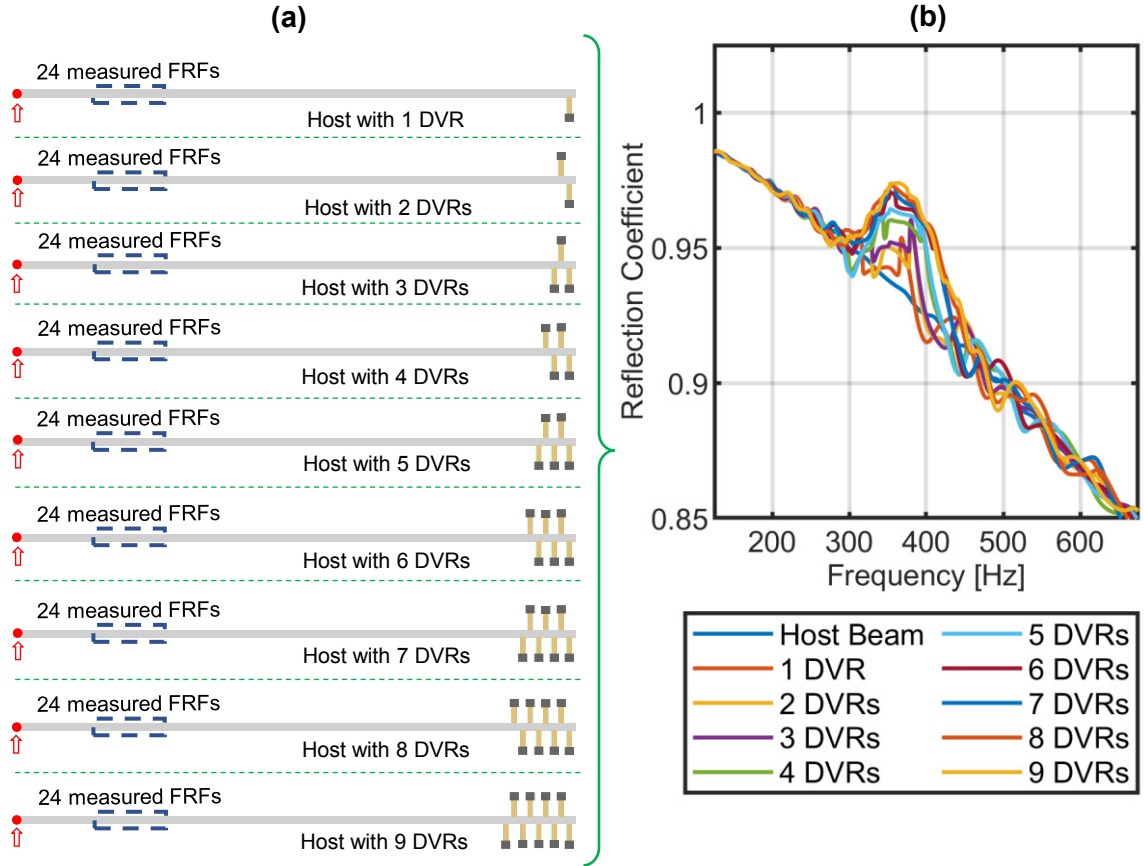 (a)
24 measured FRFs
Host with 1 DVR
24 measured FRFs
Host with 2 DVRs
24 measured FRFs
Host with 3 DVRs
24 measured FRFs
Host with 4 DVRs
24 measured FRFs
Host with 5 DVRs
24 measured FRFs
Host with 6 DVRs
24 measured FRFs
Host with 7 DVRs
24 measured FRFs
Host with 8 DVRs
24 measured FRFs
Host with 9 DVRs
(b)
Reflection Coefficient
1
0.95
0.9
0.85
200 300 400 500 600
Frequency [Hz]
Host Beam
1 DVR
2 DVRs
3 DVRs
4 DVRs
5 DVRs
6 DVRs
7 DVRs
8 DVRs
9 DVRs